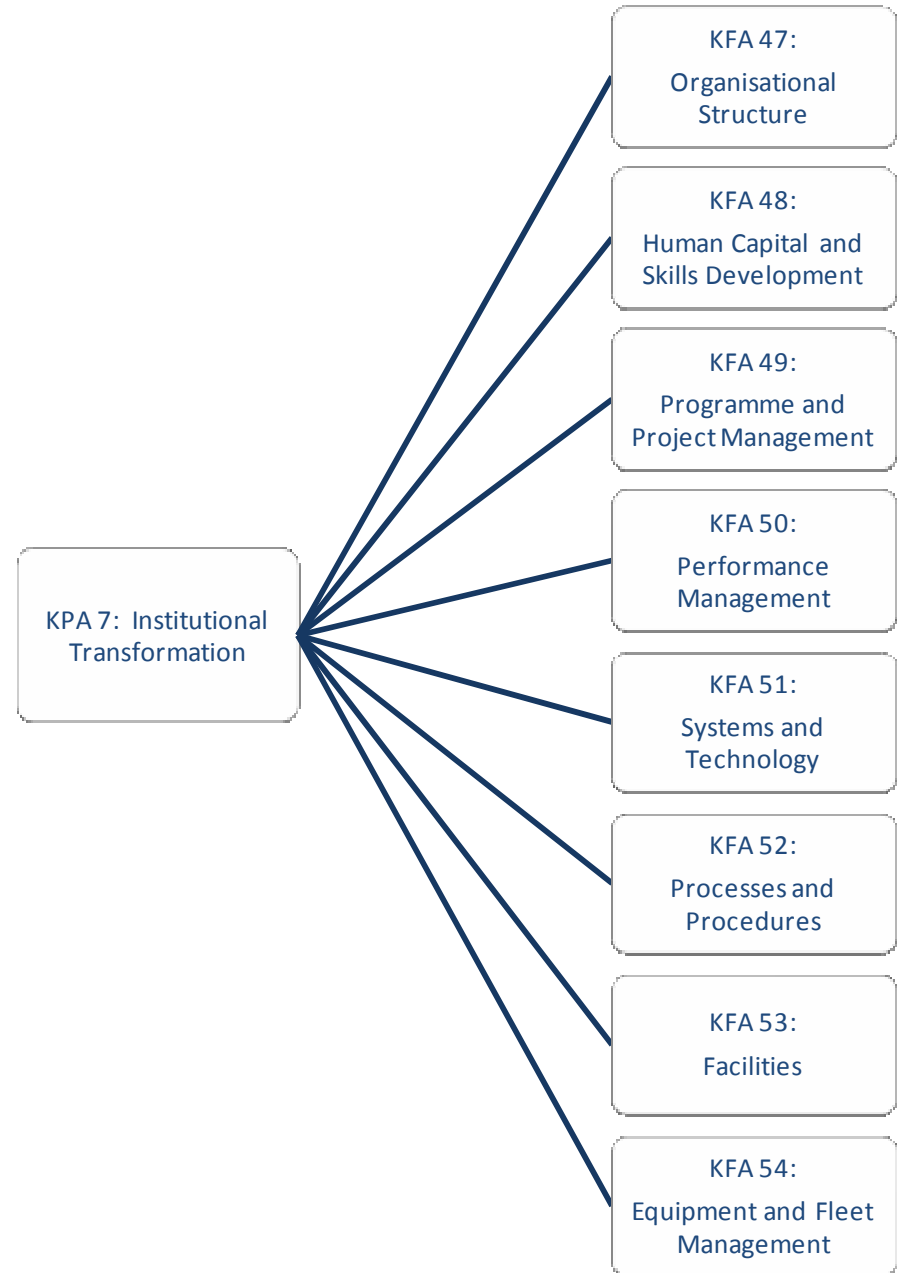 KFA 47:
Organisational
Structure
KFA 48:
Human Capital and
Skills Development
KFA 49:
Programme and
Project Management
KFA 50:
Performance
Management
KPA 7: Institutional
Transformation
KFA 51:
Systems and
Technology
KFA 52:
Processes and
Procedures
KFA 53:
Facilities
KFA 54:
Equipment and Fleet
Management